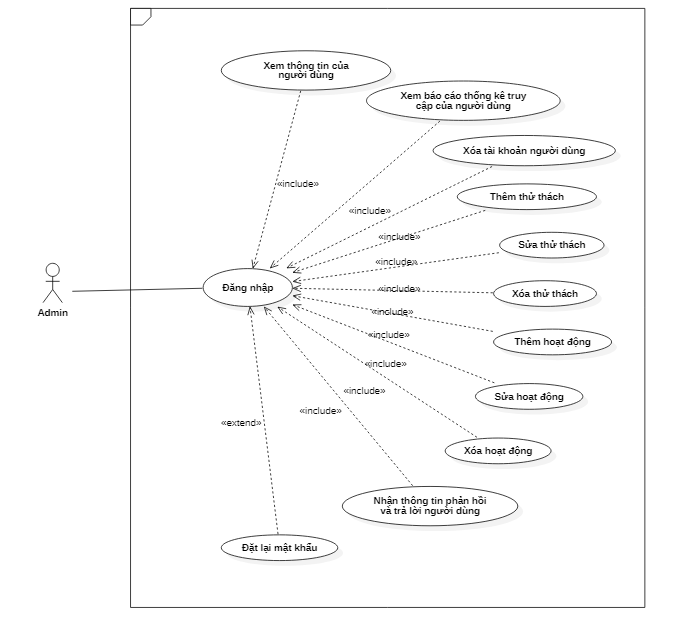 Xem thông tin của
người dùng
Xem báo cáo thống kê truy
cập của người dùng
Xóa tài khoản người dùng
«include»
Thêm thử thách
«include»
«include»
Sửa thử thách
«include»
Đăng nhập
«include»
Xóa thử thách
Admin
«include»
«include»
Thêm hoạt động
«include»
«include»
Sửa hoạt động
«include»
«extend»
Xóa hoạt động
Nhận thông tin phản hồi
và trả lời người dùng
Đặt lại mật khẩu